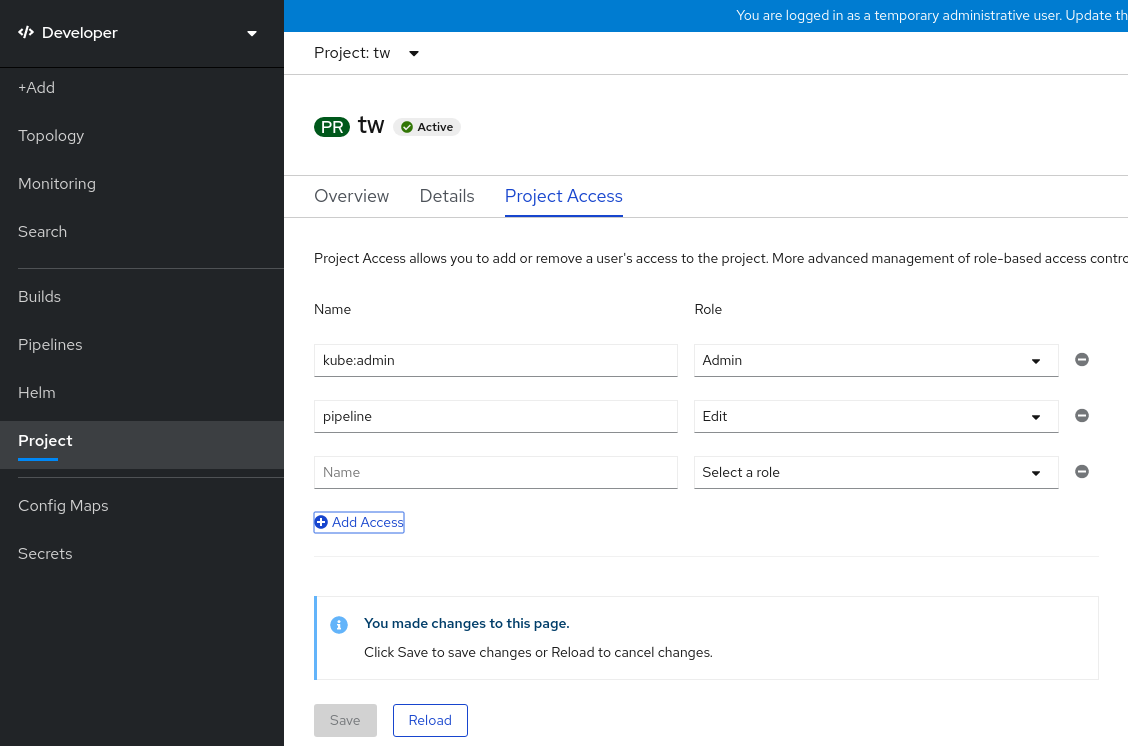 Developer
+Add
Topology
Monitoring
Search
Builds
Pipelines
Helm
Project
Config Maps
Secrets
You are logged in as a temporary administrative user. Update th
Project: tw
PR tw Active
Overview Details Project Access
Project Access allows you to add or remove a user's access to the project. More advanced management of role-based access contro
Name Role
kube:admin Admin
pipeline Edit
Name Select a role
Add Access
You made changes to this page.
Click Save to save changes or Reload to cancel changes.
Save Reload